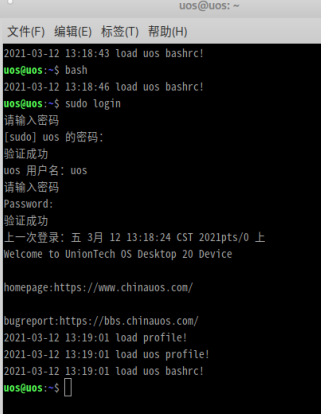 uos@uos: ~
文件(F) 编辑(E) 标签(T) 帮助(H)
2021-03-12 13:18:43 load uos bashrc!
uos@uos:~$ bash
2021-03-12 13:18:46 load uos bashrc!
uos@uos:~$ sudo login
请输入密码
[sudo] uos 的密码：
验证成功
uos 用户名：uos
请输入密码
Password:
验证成功
上一次登录：五 3月 12 13:18:24 CST 2021pts/0 上
Welcome to UnionTech OS Desktop 20 Device
homepage:https://www.chinauos.com/
bugreport:https://bbs.chinauos.com/
2021-03-12 13:19:01 load profile!
2021-03-12 13:19:01 load uos profile!
2021-03-12 13:19:01 load uos bashrc!
uos@uos:~$